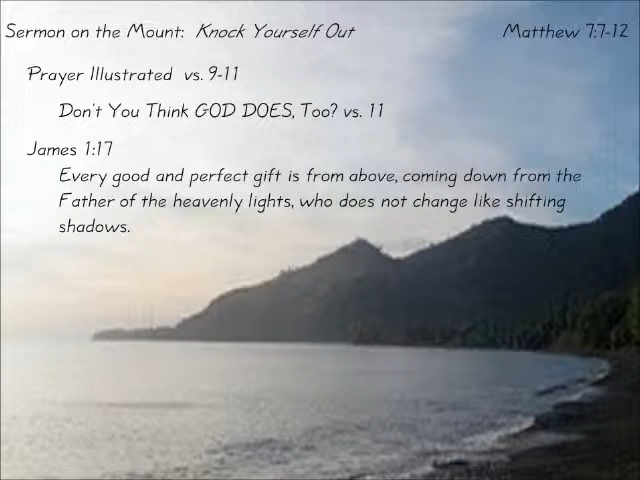 Sermon on the Mount: Knock Yourself Out Matthew 7:7-12
Prayer Illustrated vs. 9-11
Don't You Think GOD DOES, Too? vs. 11
James 1:17
Every good and perfect gift is from above, coming down from the
Father of the heavenly lights, who does not change like shifting
shadows.